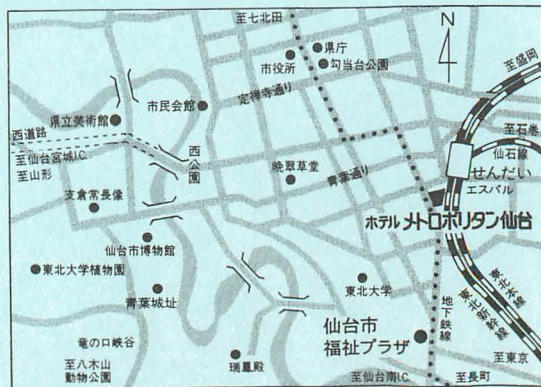 至七北田
N
県庁
市役所
勾当台公園
至盛岡
定禅寺通り
市民会館
県立美術館
西道路
至石巻
仙石線
せんだい
エスパル
至仙台宮城I.C.
至山形
西公園
晩翠草堂
青葉通り
支倉常長像
ホテル メトロポリタン仙台
仙台市博物館
東北大学植物園
青葉城址
東北大学
地下鉄線
東北本線
東北新幹線
仙台市
福祉プラザ
竜の口峡谷
至八木山
動物公園
瑞鳳殿
至仙台南I.C.
至長町
至東京